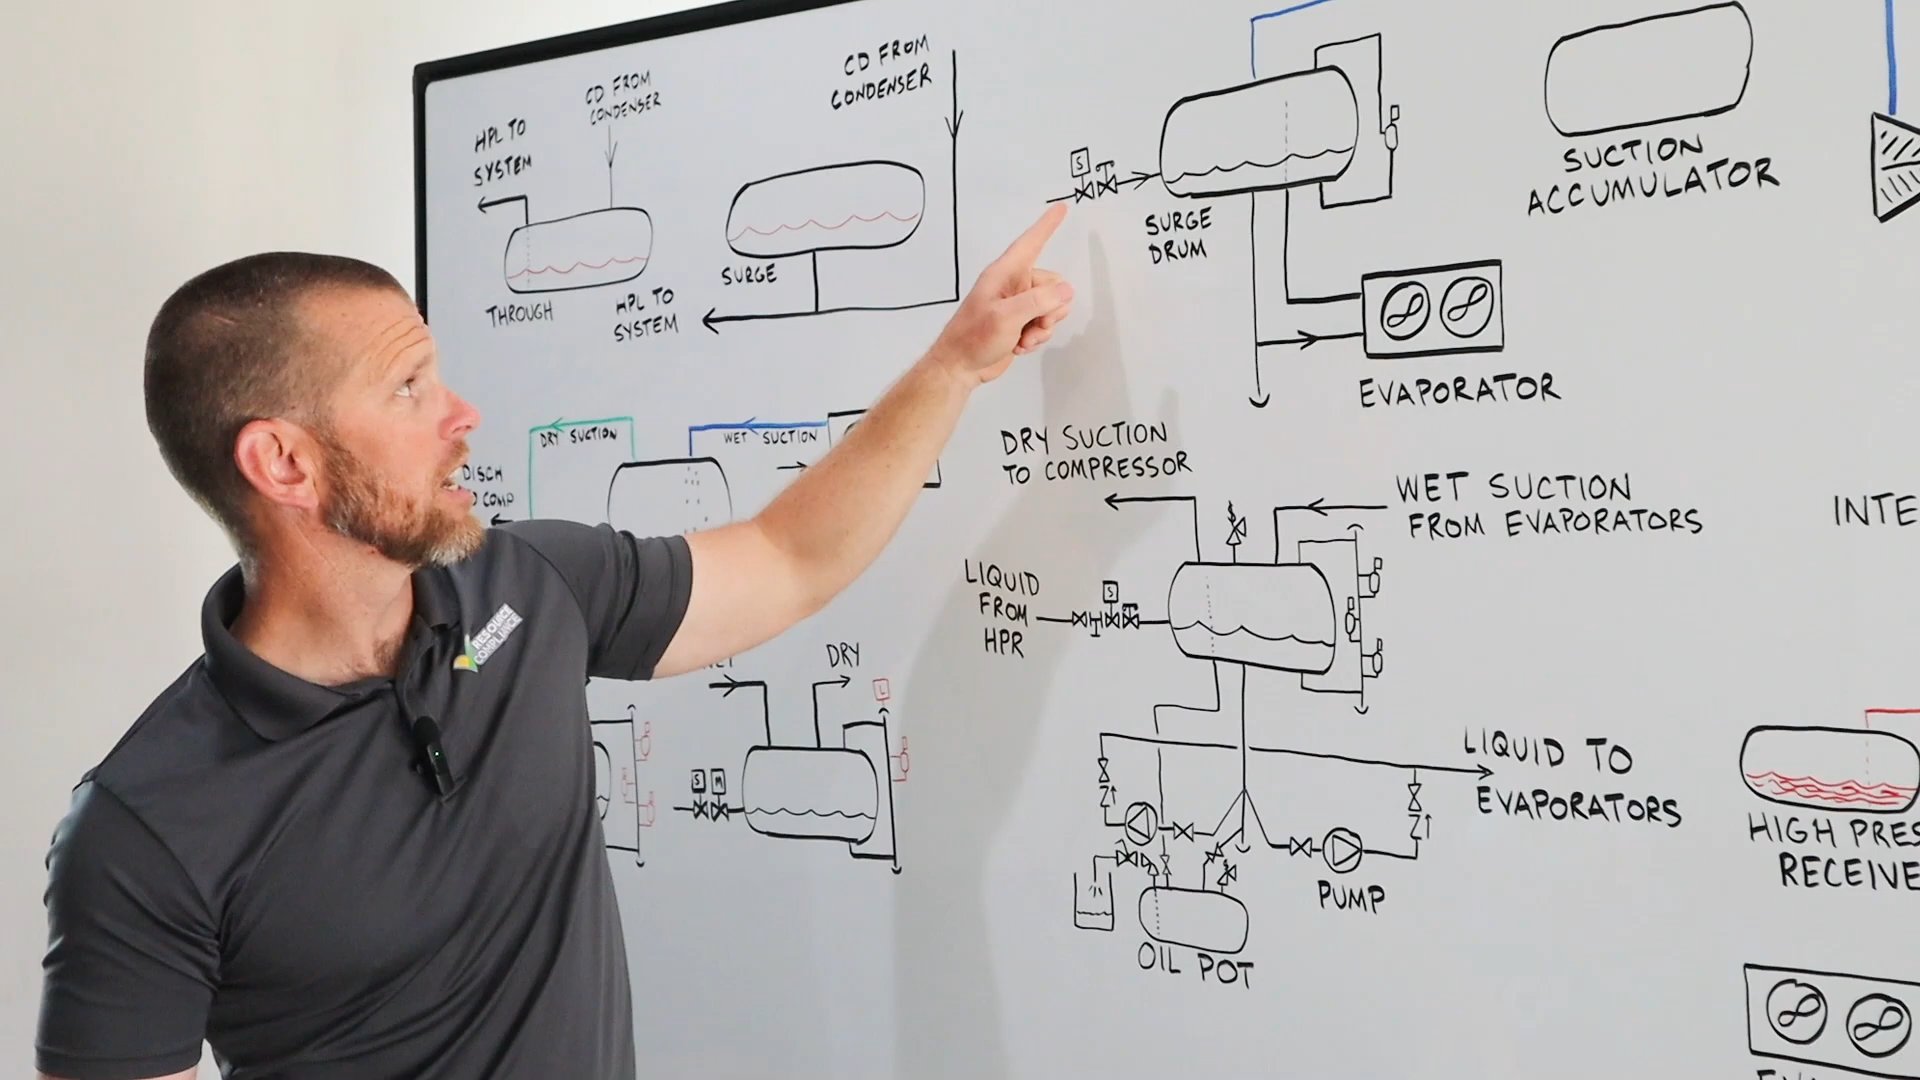 HPL TO
SYSTEM
CD FROM
CONDENSER
THROUGH
HPL TO
SYSTEM
CD FROM
CONDENSER
SURGE
S
SURGE
DRUM
EVAPORATOR
SUCTION
ACCUMULATOR
DRY SUCTION
WET SUCTION
DISCH
COMP
DRY
L
S
M
DRY SUCTION
TO COMPRESSOR
WET SUCTION
FROM EVAPORATORS
LIQUID
FROM
HPR
S
LIQUID TO
EVAPORATORS
PUMP
OIL POT
INTE
HIGH PRES
RECEIVE
RESOURCE
COMPLIANCE